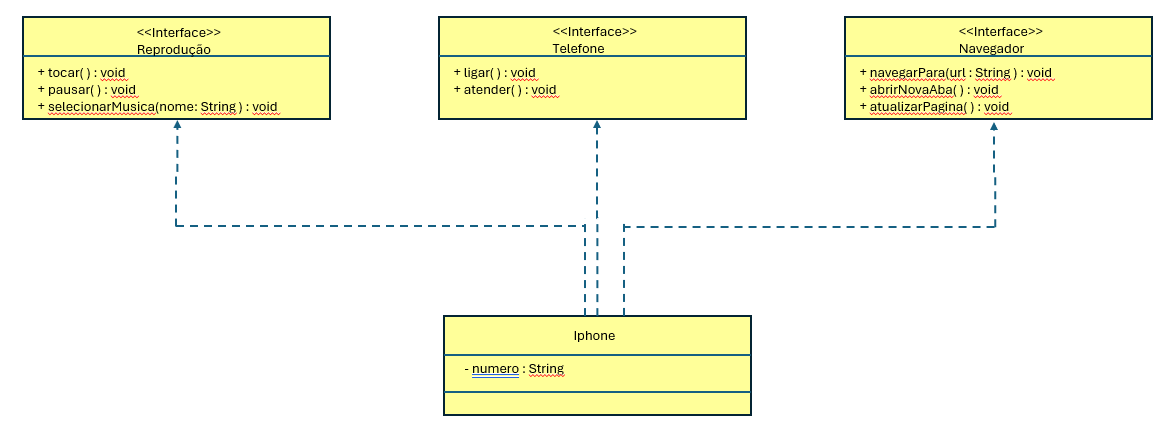 <<Interface>>
Reprodução
+ tocar( ) : void
+ pausar( ) : void
+ selecionarMusica(nome: String ) : void
<<Interface>>
Telefone
+ ligar( ) : void
+ atender( ) : void
<<Interface>>
Navegador
+ navegarPara(url : String ) : void
+ abrirNovaAba( ) : void
+ atualizarPagina( ) : void
Iphone
- numero : String